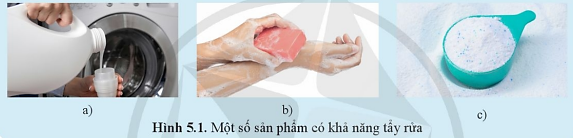 a) b) c)
Hình 5.1. Một số sản phẩm có khả năng tẩy rửa